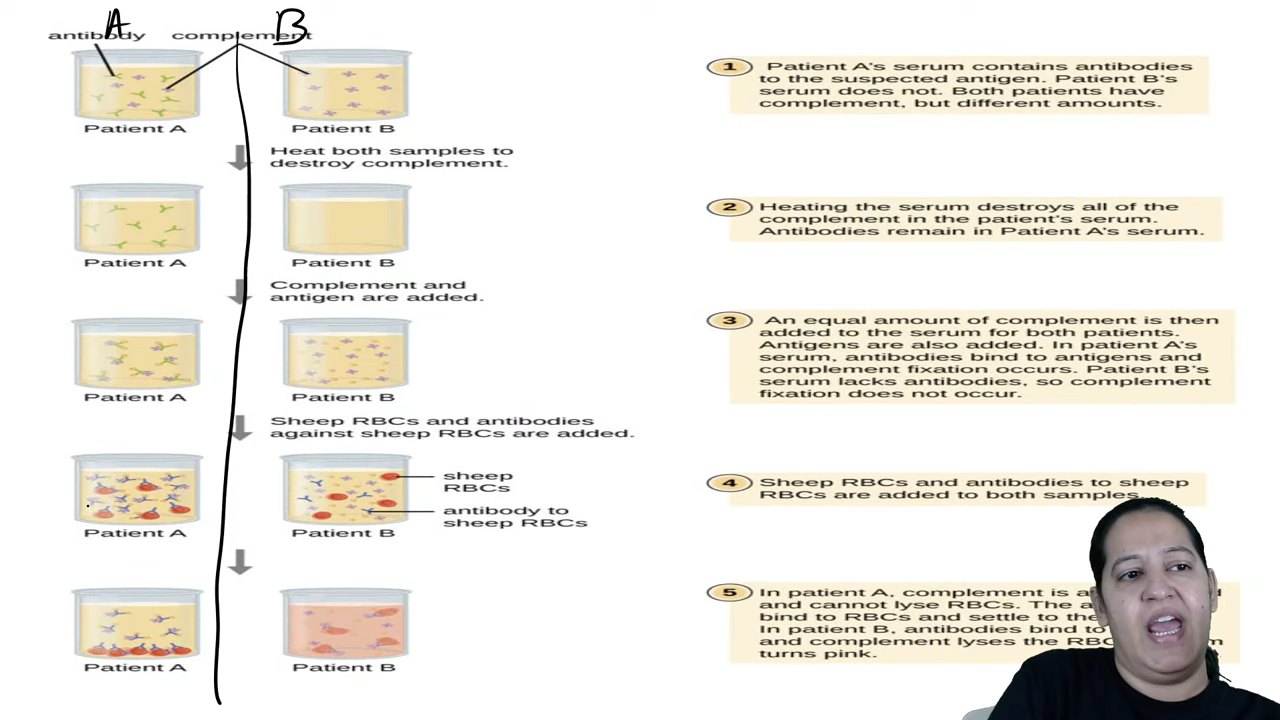 A B
antibody complement
Patient A Patient B
Heat both samples to
destroy complement.
Patient A Patient B
Complement and
antigen are added.
Patient A Patient B
Sheep RBCs and antibodies
against sheep RBCs are added.
sheep
RBCs
antibody to
sheep RBCs
Patient A Patient B
Patient A Patient B
1 Patient A's serum contains antibodies
to the suspected antigen. Patient B's
serum does not. Both patients have
complement, but different amounts.
2 Heating the serum destroys all of the
complement in the patient's serum.
Antibodies remain in Patient A's serum.
3 An equal amount of complement is then
added to the serum for both patients.
Antigens are also added. In patient A's
serum, antibodies bind to antigens and
complement fixation occurs. Patient B's
serum lacks antibodies, so complement
fixation does not occur.
4 Sheep RBCs and antibodies to sheep
RBCs are added to both samples.
5 In patient A, complement is
and cannot lyse RBCs. The
bind to RBCs and settle to the
In patient B, antibodies bind to
and complement lyses the
turns pink.